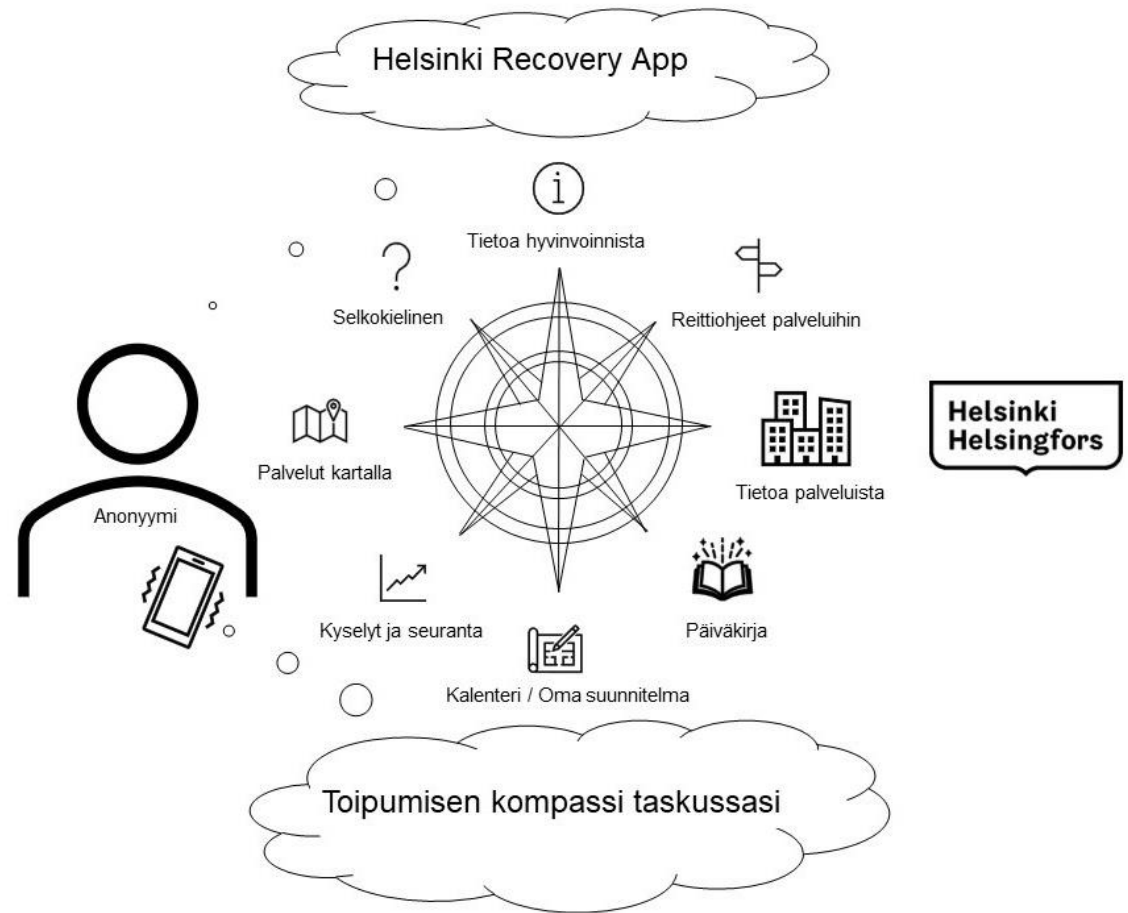 Helsinki Recovery App
Tietoa hyvinvoinnista
Selkokielinen
Reittiohjeet palveluihin
Palvelut kartalla
Tietoa palveluista
Helsinki
Helsingfors
Anonyymi
Kyselyt ja seuranta
Päiväkirja
Kalenteri / Oma suunnitelma
Toipumisen kompassi taskussasi